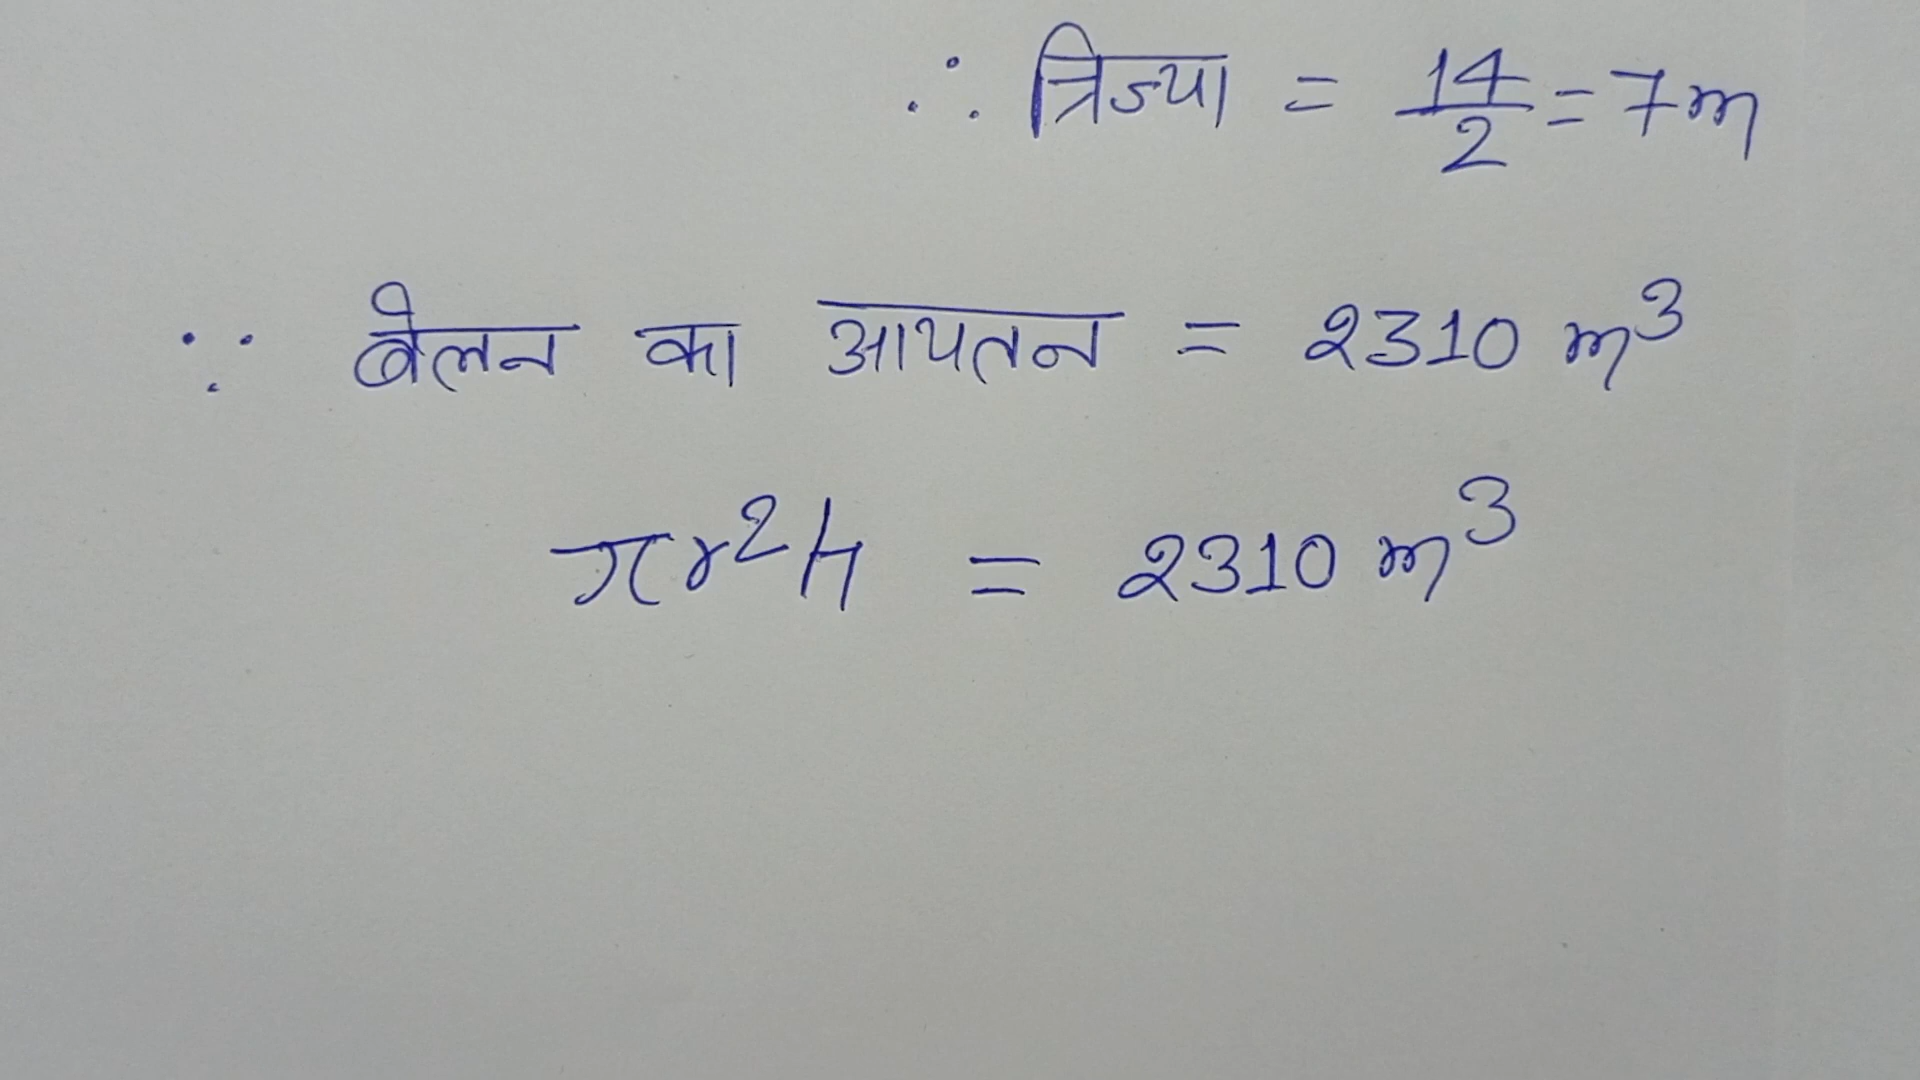 ∴ त्रिज्या = 14/2 = 7m
∵ बेलन का आयतन = 2310 m³
πr²h = 2310 m³